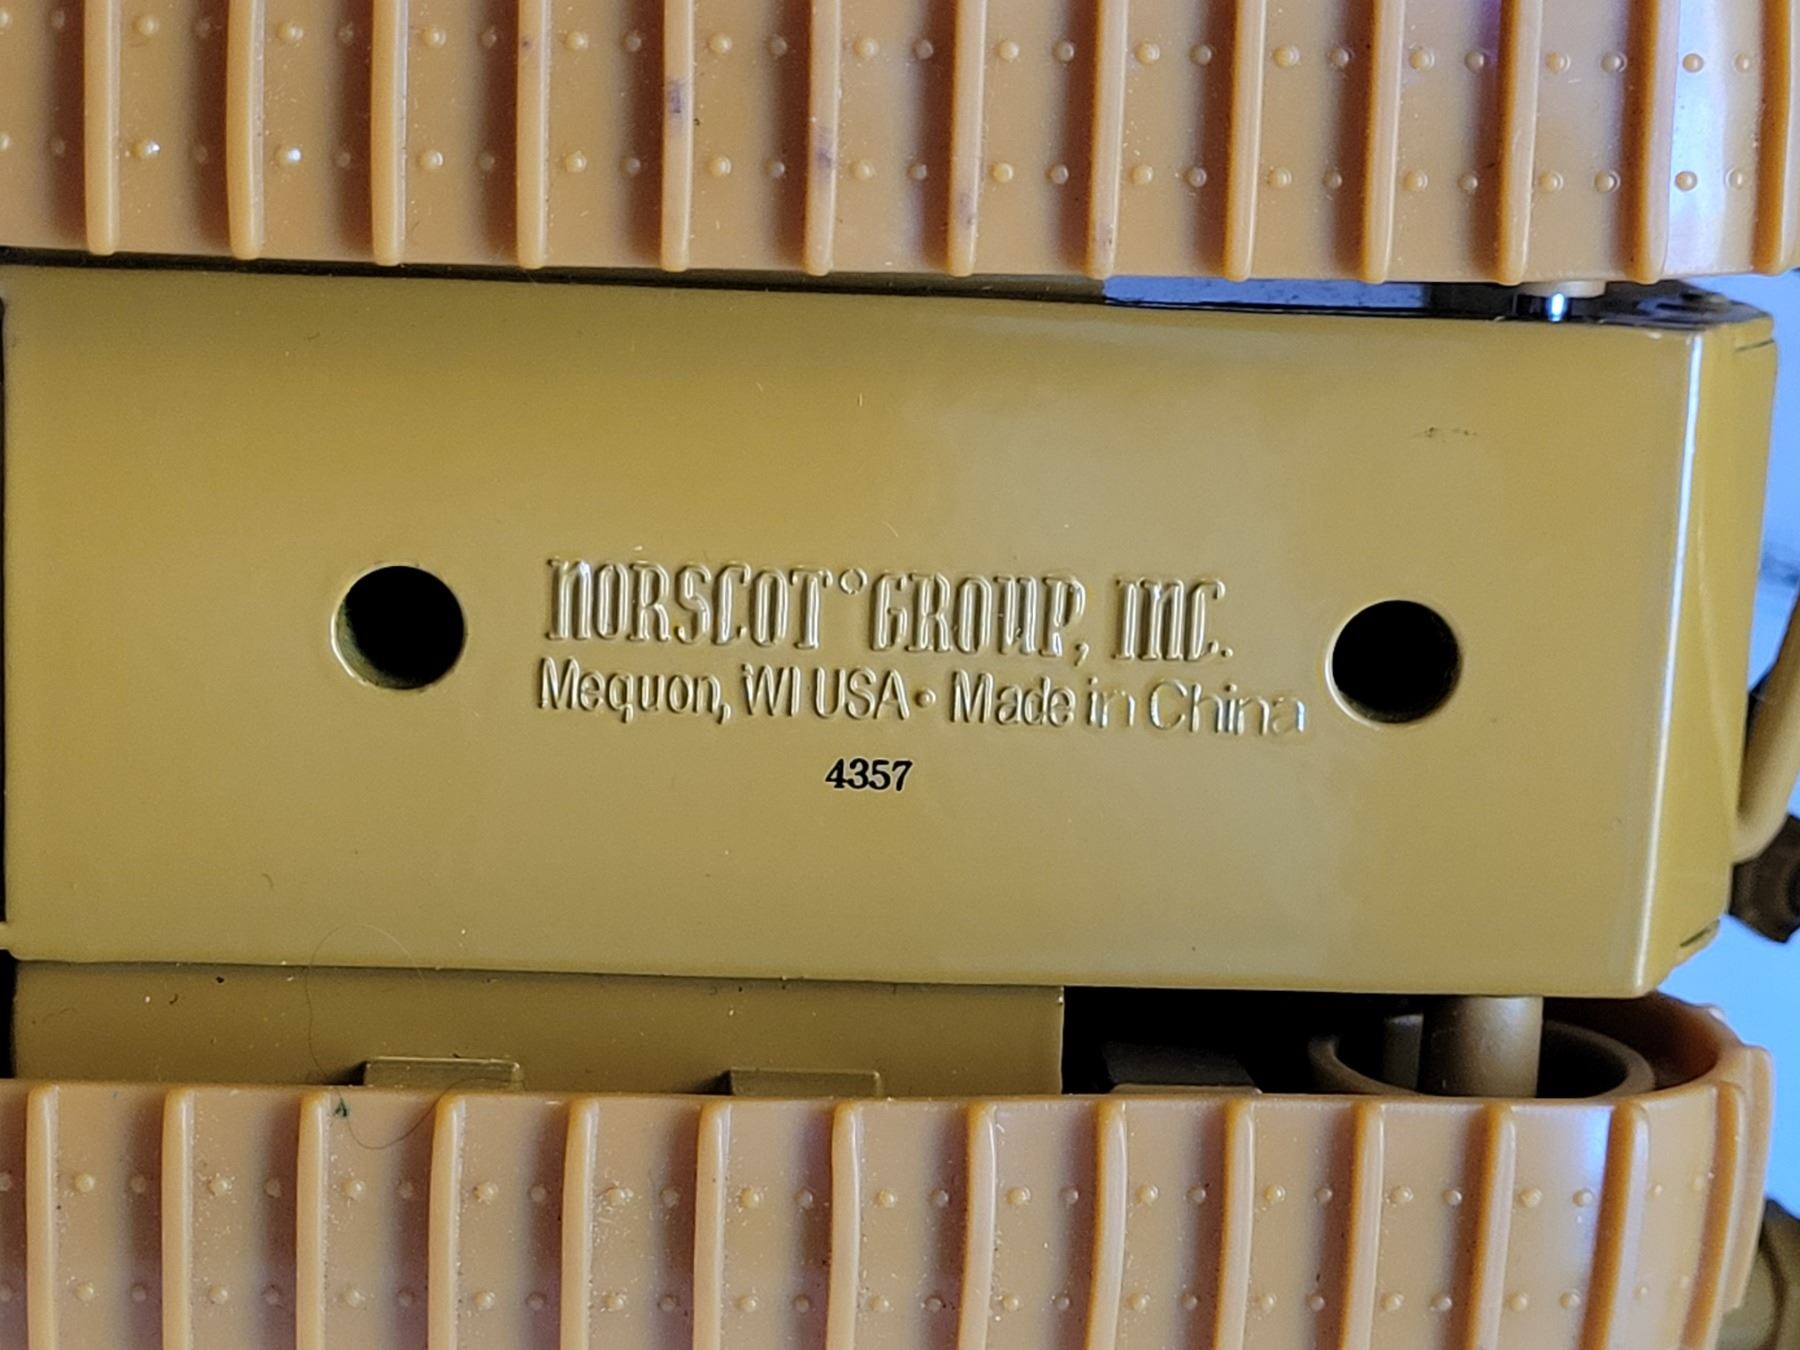 NORSCOT® GROUP, INC.
Mequon, WI USA • Made in China
4357